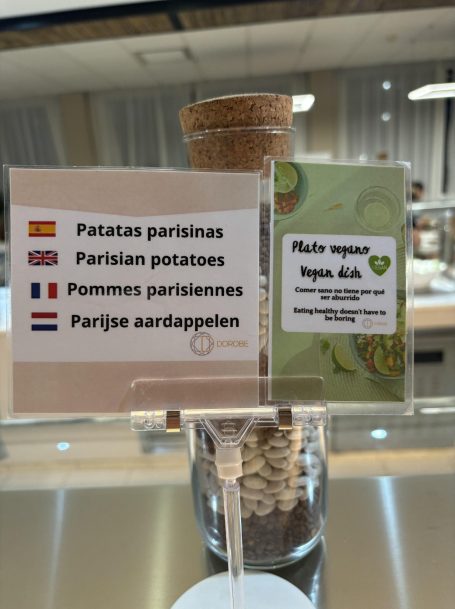 Patatas parisinas
Parisian potatoes
Pommes parisiennes
Parijse aardappelen
DOROBE
Plato vegano
Vegan dish
VEGAN
Comer sano no tiene por qué
ser aburrido
Eating healthy doesn't have to
be boring